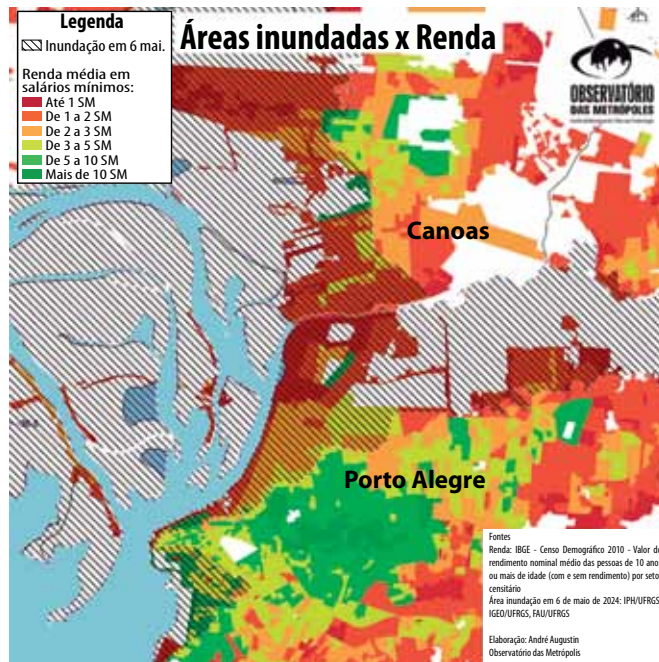 Legenda
Inundação em 6 mai.
Renda média em
salários mínimos:
Até 1 SM
De 1 a 2 SM
De 2 a 3 SM
De 3 a 5 SM
De 5 a 10 SM
Mais de 10 SM
Áreas inundadas x Renda
OBSERVATÓRIO
DAS METRÓPOLES
Canoas
Porto Alegre
Fontes
Renda: IBGE - Censo Demográfico 2010 - Valor do
rendimento nominal médio das pessoas de 10 anos
ou mais de idade (com e sem rendimento) por setor
censitário
Área inundação em 6 de maio de 2024: IPH/UFRGS,
IGEO/UFRGS, FAU/UFRGS
Elaboração: André Augustin
Observatório das Metrópolis